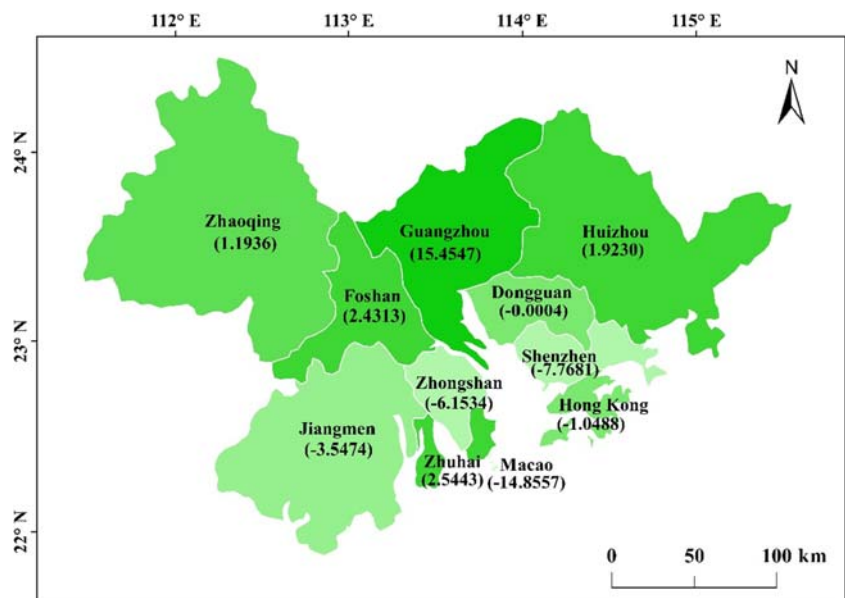 112° E 113° E 114° E 115° E
N
24° N
23° N
22° N
Zhaoqing
(1.1936)
Guangzhou
(15.4547)
Huizhou
(1.9230)
Foshan
(2.4313)
Dongguan
(-0.0004)
Shenzhen
(-7.7681)
Zhongshan
(-6.1534)
Hong Kong
(-1.0488)
Jiangmen
(-3.5474)
Zhuhai
(2.5443)
Macao
(-14.8557)
0 50 100 km